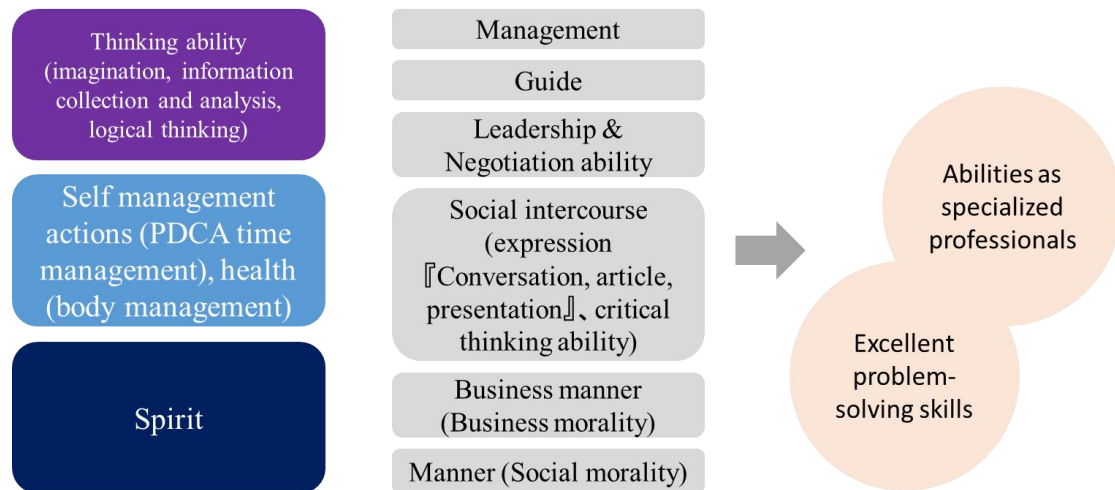 Thinking ability
(imagination, information
collection and analysis,
logical thinking)
Self management
actions (PDCA time
management), health
(body management)
Spirit
Management
Guide
Leadership &
Negotiation ability
Social intercourse
(expression
『Conversation, article,
presentation』、critical
thinking ability)
Business manner
(Business morality)
Manner (Social morality)
Abilities as
specialized
professionals
Excellent
problem-
solving skills